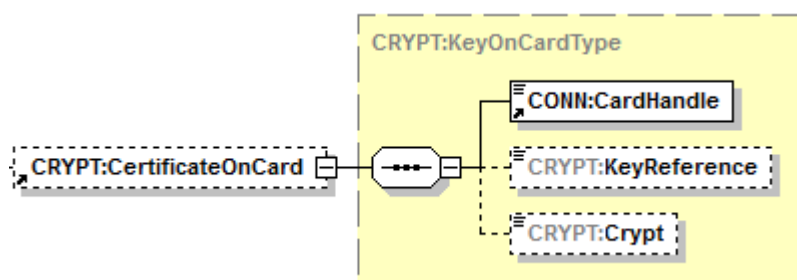 CRYPT:KeyOnCardType
CONN:CardHandle
CRYPT:CertificateOnCard
CRYPT:KeyReference
CRYPT:Crypt